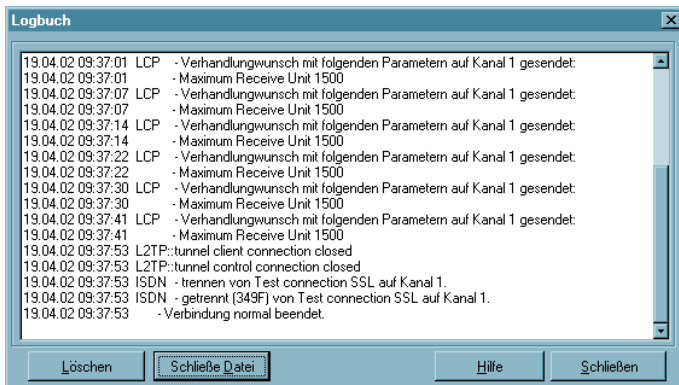 Logbuch
19.04.02 09:37:01 LCP - Verhandlungwunsch mit folgenden Parametern auf Kanal 1 gesendet:
19.04.02 09:37:01 - Maximum Receive Unit 1500
19.04.02 09:37:07 LCP - Verhandlungwunsch mit folgenden Parametern auf Kanal 1 gesendet:
19.04.02 09:37:07 - Maximum Receive Unit 1500
19.04.02 09:37:14 LCP - Verhandlungwunsch mit folgenden Parametern auf Kanal 1 gesendet:
19.04.02 09:37:14 - Maximum Receive Unit 1500
19.04.02 09:37:22 LCP - Verhandlungwunsch mit folgenden Parametern auf Kanal 1 gesendet:
19.04.02 09:37:22 - Maximum Receive Unit 1500
19.04.02 09:37:30 LCP - Verhandlungwunsch mit folgenden Parametern auf Kanal 1 gesendet:
19.04.02 09:37:30 - Maximum Receive Unit 1500
19.04.02 09:37:41 LCP - Verhandlungwunsch mit folgenden Parametern auf Kanal 1 gesendet:
19.04.02 09:37:41 - Maximum Receive Unit 1500
19.04.02 09:37:53 L2TP::tunnel client connection closed
19.04.02 09:37:53 L2TP::tunnel control connection closed
19.04.02 09:37:53 ISDN - trennen von Test connection SSL auf Kanal 1.
19.04.02 09:37:53 ISDN - getrennt (349F) von Test connection SSL auf Kanal 1.
19.04.02 09:37:53 - Verbindung normal beendet.
Löschen Schließe Datei Hilfe Schließen